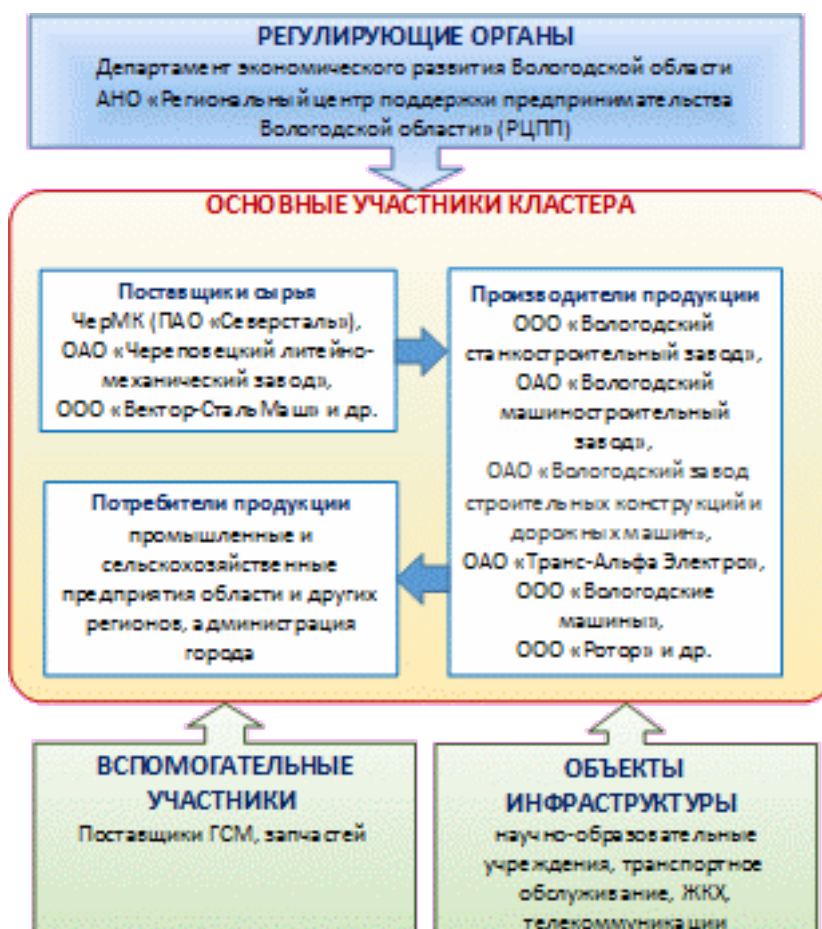 РЕГУЛИРУЮЩИЕ ОРГАНЫ
Департамент экономического развития Вологодской области
АНО «Региональный центр поддержки предпринимательства
Вологодской области» (РЦПП)
ОСНОВНЫЕ УЧАСТНИКИ КЛАСТЕРА
Поставщики сырья
ЧерМК (ПАО «Северсталь»),
ОАО «Череповецкий литейно-
механический завод»,
ООО «Вектор-Сталь Маш» и др.
Производители продукции
ООО «Вологодский
станкостроительный завод»,
ОАО «Вологодский
машиностроительный
завод»,
ОАО «Вологодский завод
строительных конструкций и
дорожных машин»,
ОАО «Транс-Альфа Электро»,
ООО «Вологодские
машины»,
ООО «Ротор» и др.
Потребители продукции
промышленные и
сельскохозяйственные
предприятия области и других
регионов, администрация
города
ВСПОМОГАТЕЛЬНЫЕ
УЧАСТНИКИ
Поставщики ГСМ, запчастей
ОБЪЕКТЫ
ИНФРАСТРУКТУРЫ
научно-образовательные
учреждения, транспортное
обслуживание, ЖКХ,
телекоммуникации